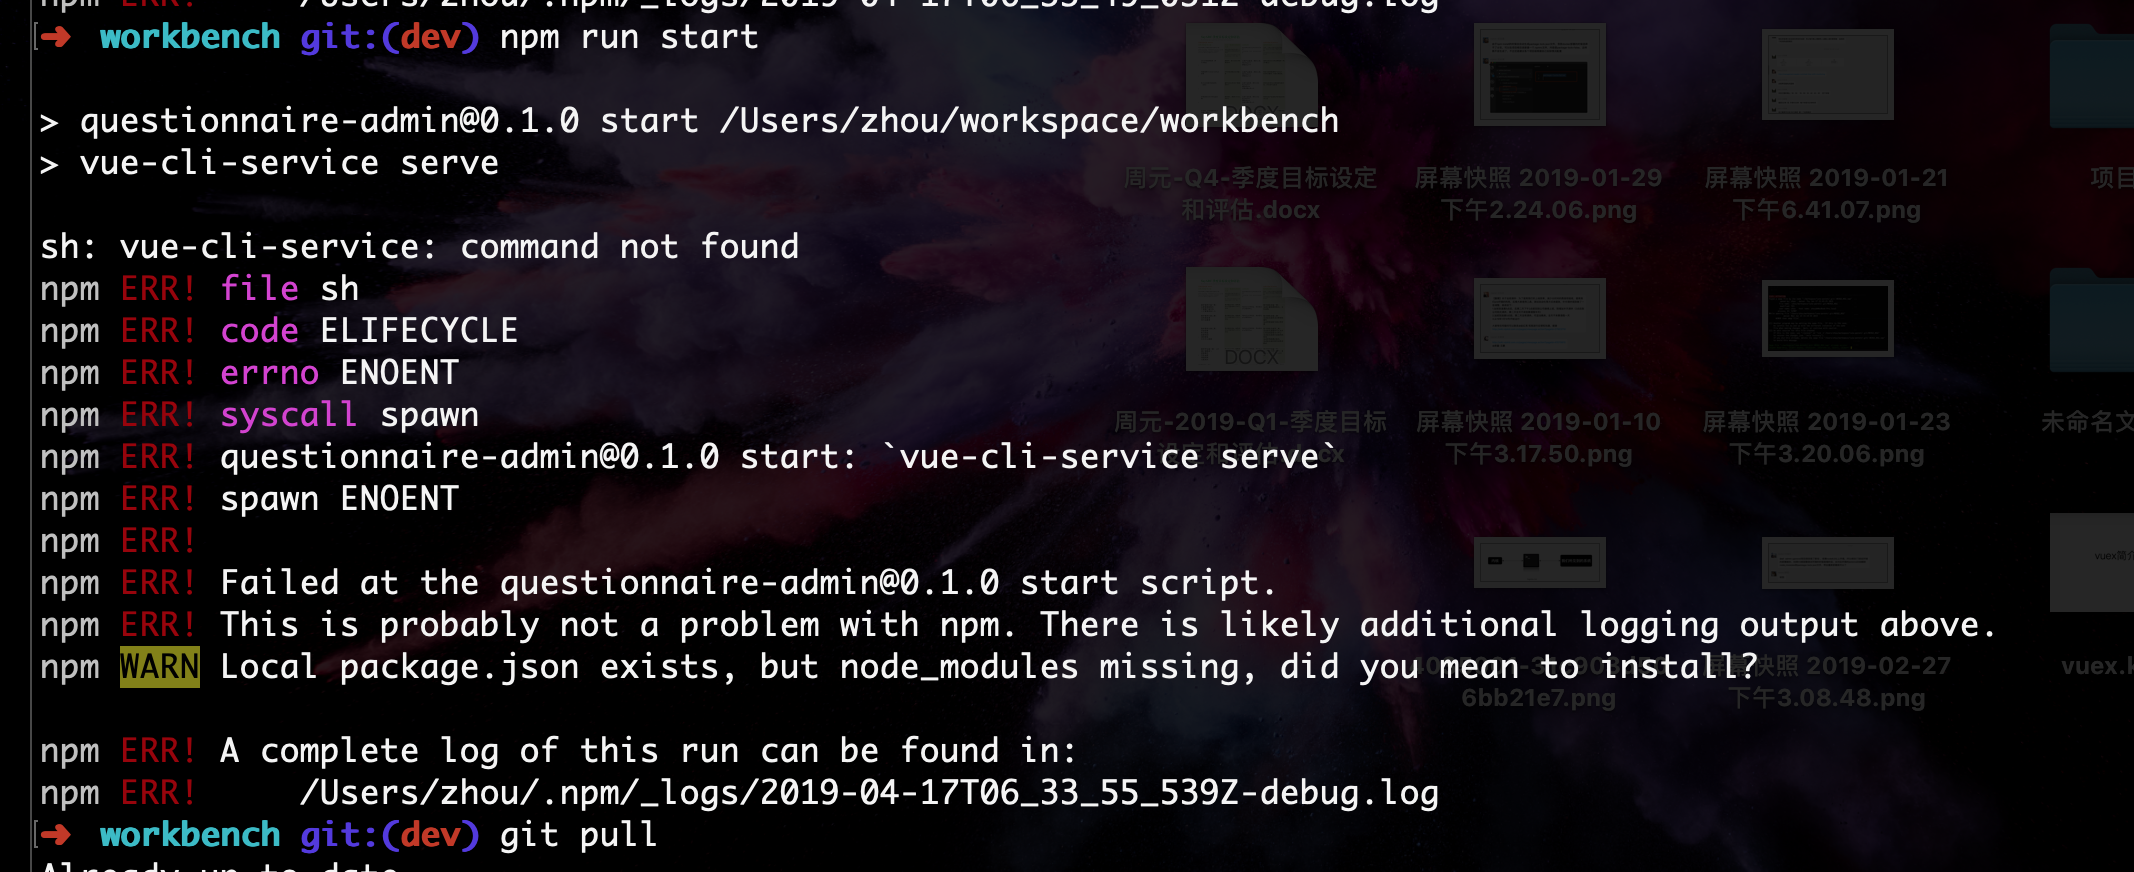 npm ERR!     /Users/zhou/.npm/_logs/2019-04-17T06_33_49_651Z-debug.log
➜  workbench git:(dev) npm run start
> questionnaire-admin@0.1.0 start /Users/zhou/workspace/workbench
> vue-cli-service serve
sh: vue-cli-service: command not found
npm ERR! file sh
npm ERR! code ELIFECYCLE
npm ERR! errno ENOENT
npm ERR! syscall spawn
npm ERR! questionnaire-admin@0.1.0 start: `vue-cli-service serve`
npm ERR! spawn ENOENT
npm ERR!
npm ERR! Failed at the questionnaire-admin@0.1.0 start script.
npm ERR! This is probably not a problem with npm. There is likely additional logging output above.
npm WARN Local package.json exists, but node_modules missing, did you mean to install?
npm ERR! A complete log of this run can be found in:
npm ERR!     /Users/zhou/.npm/_logs/2019-04-17T06_33_55_539Z-debug.log
➜  workbench git:(dev) git pull
Already up to date
DOCX
周元-Q4-季度目标设定
和评估.docx
屏幕快照 2019-01-29
下午2.24.06.png
屏幕快照 2019-01-21
下午6.41.07.png
项目
DOCX
周元-2019-Q1-季度目标
设定和评估.docx
屏幕快照 2019-01-10
下午3.17.50.png
屏幕快照 2019-01-23
下午3.20.06.png
未命名文
6bb21e7.png
屏幕快照 2019-02-27
下午3.08.48.png
vuex简介
vuex.k